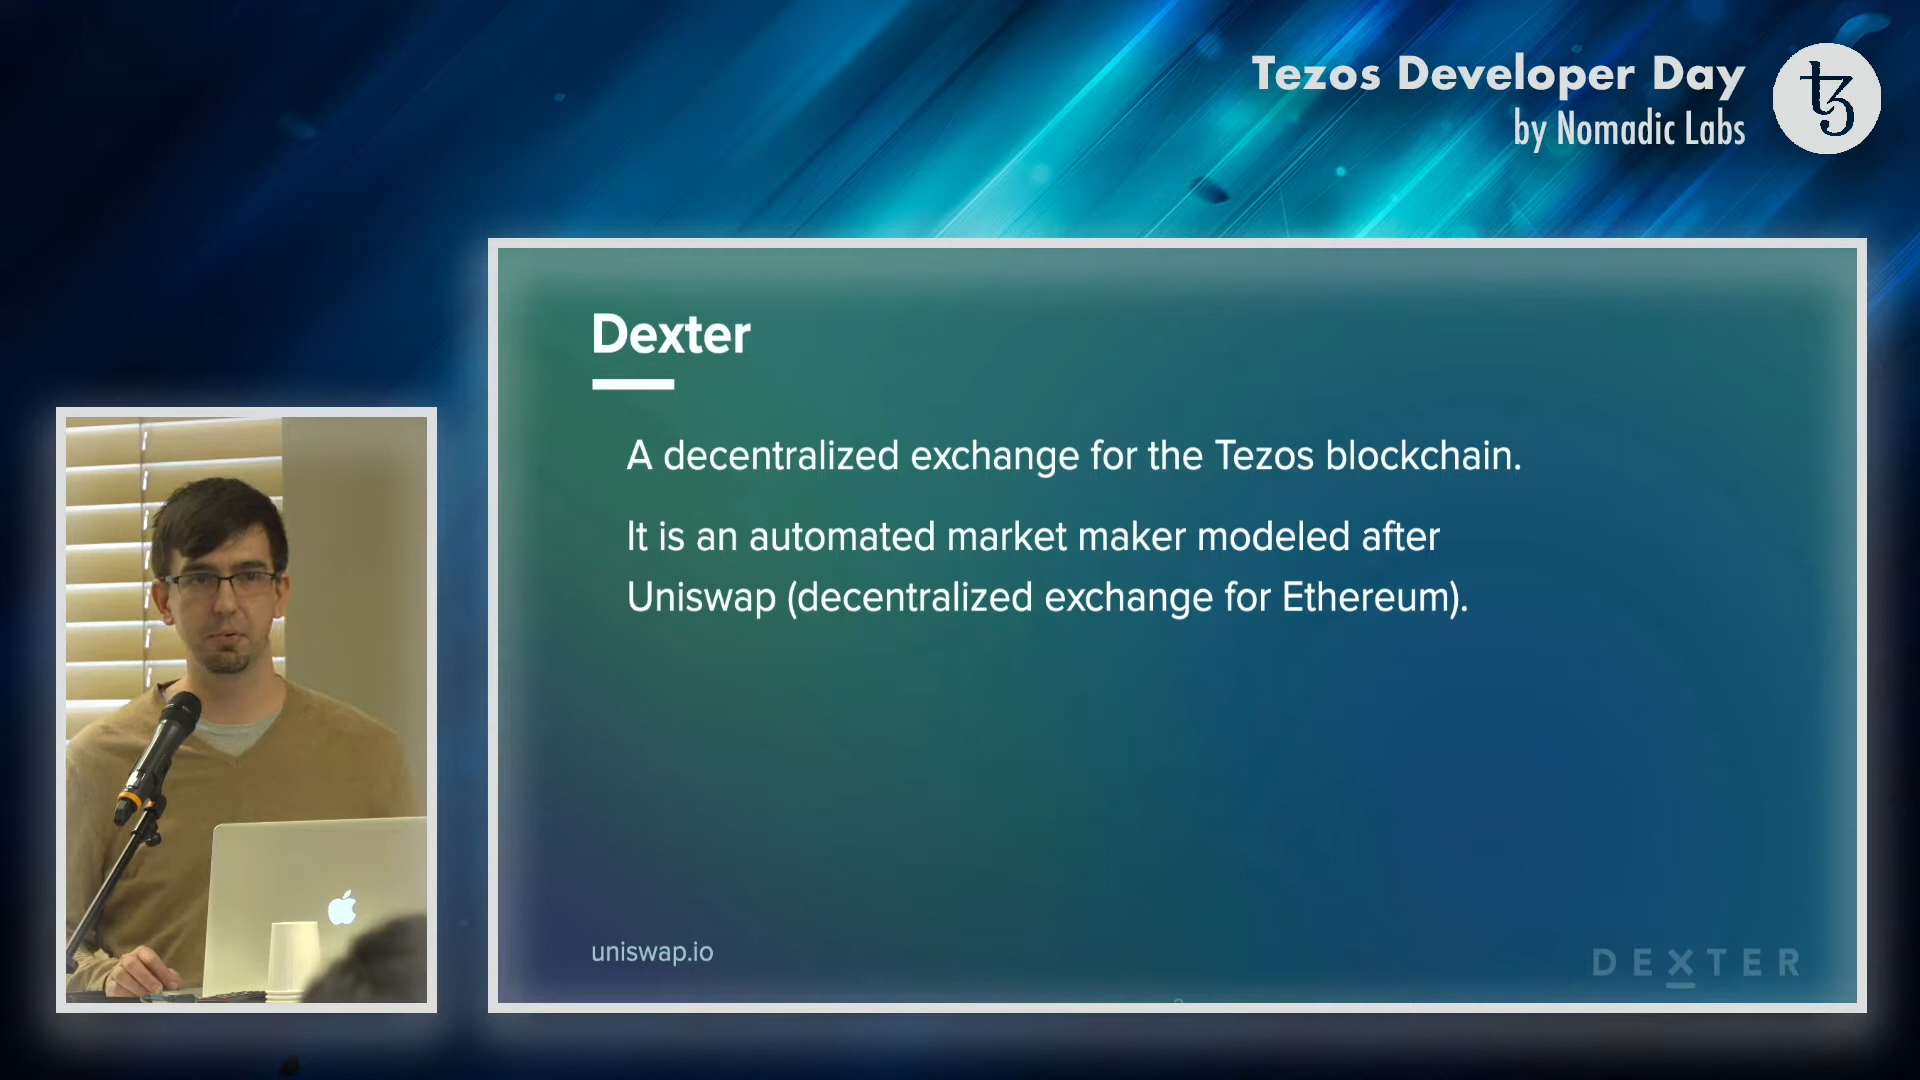 Tezos Developer Day
by Nomadic Labs
Dexter
A decentralized exchange for the Tezos blockchain.
It is an automated market maker modeled after
Uniswap (decentralized exchange for Ethereum).
uniswap.io
DEXTER